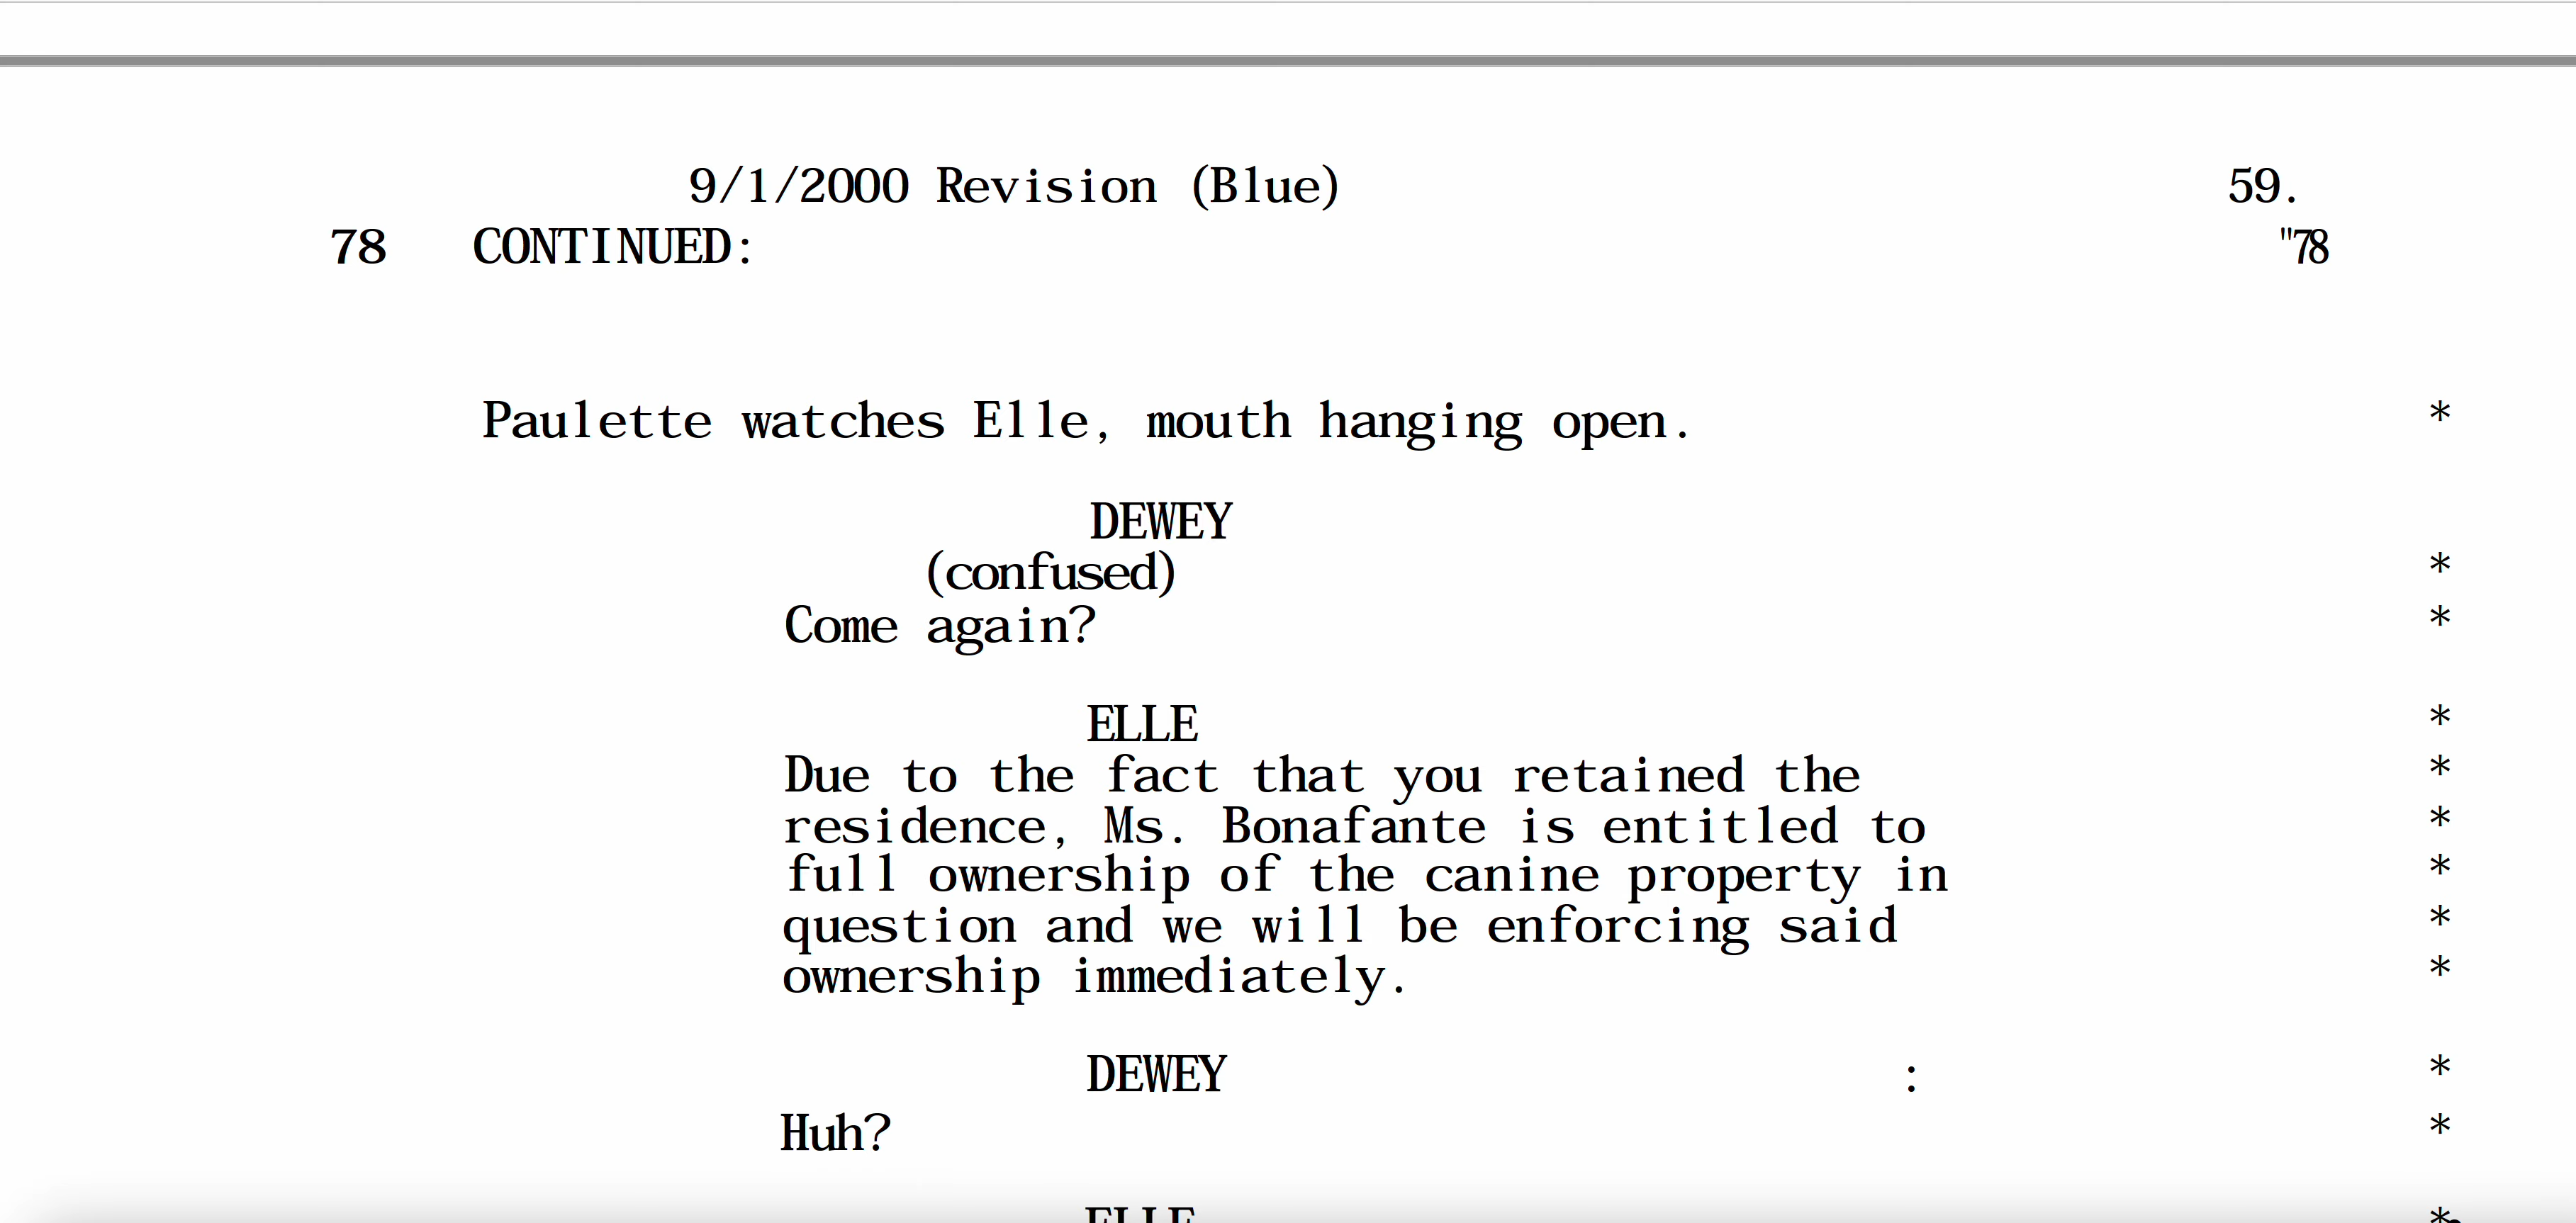 9/1/2000 Revision (Blue) 59.
78 CONTINUED: "78
Paulette watches Elle, mouth hanging open. *
DEWEY
(confused) *
Come again? *
ELLE *
Due to the fact that you retained the *
residence, Ms. Bonafante is entitled to *
full ownership of the canine property in *
question and we will be enforcing said *
ownership immediately. *
DEWEY : *
Huh? *
ELLE *